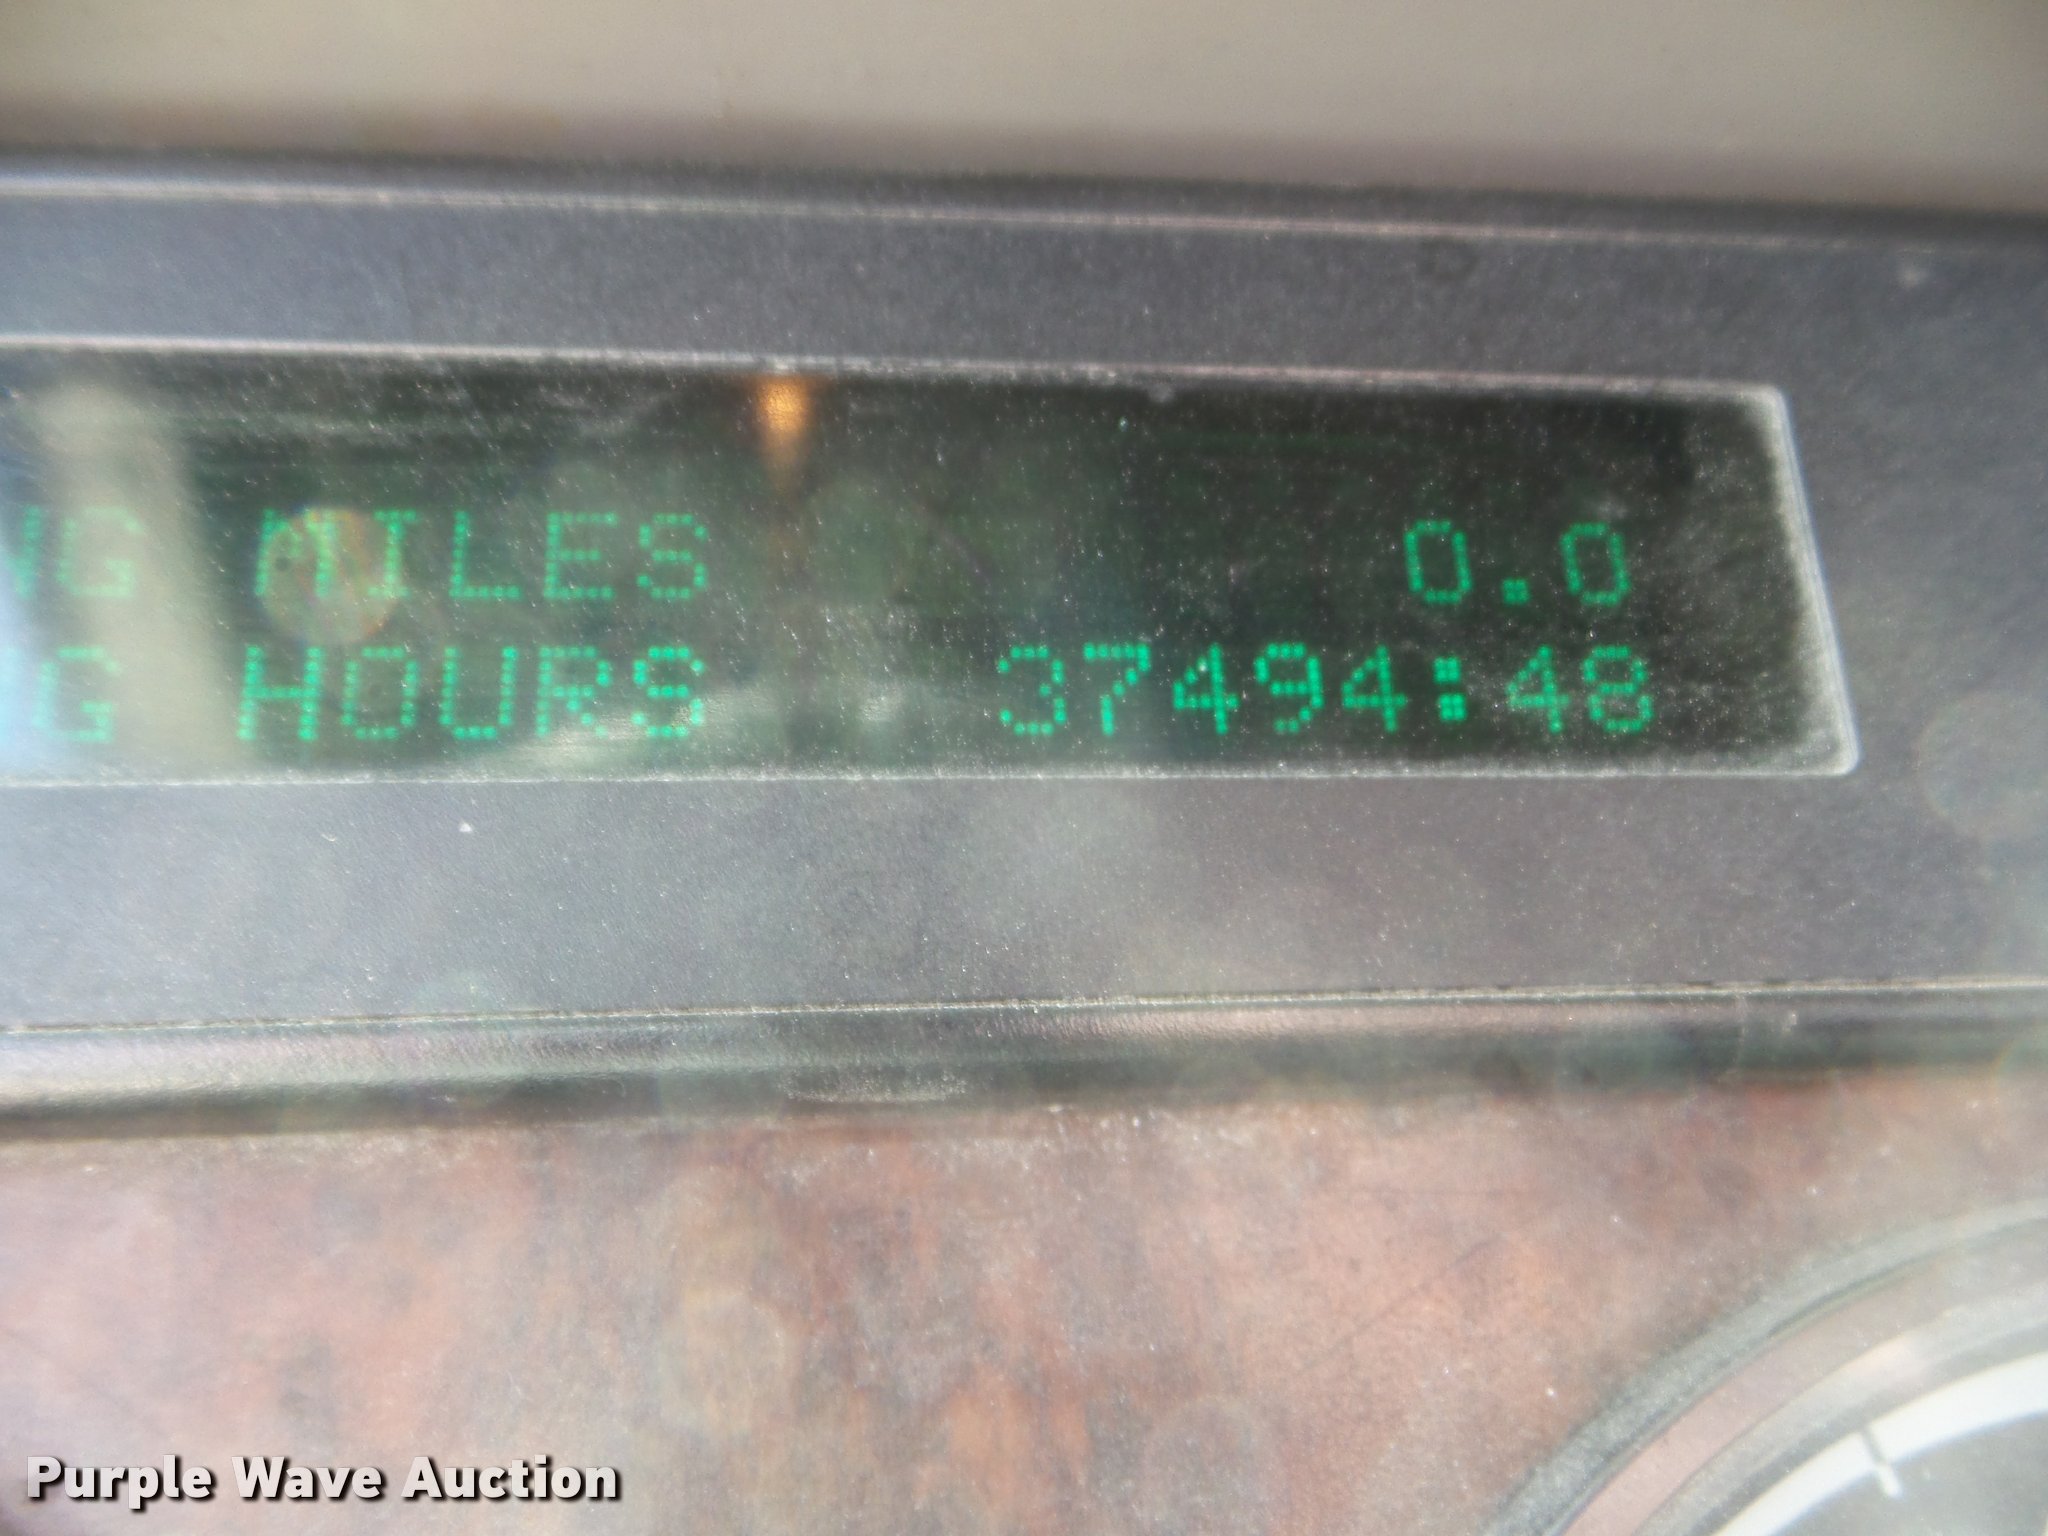 NG MILES 0.0
G HOURS 37494:48
Purple Wave Auction